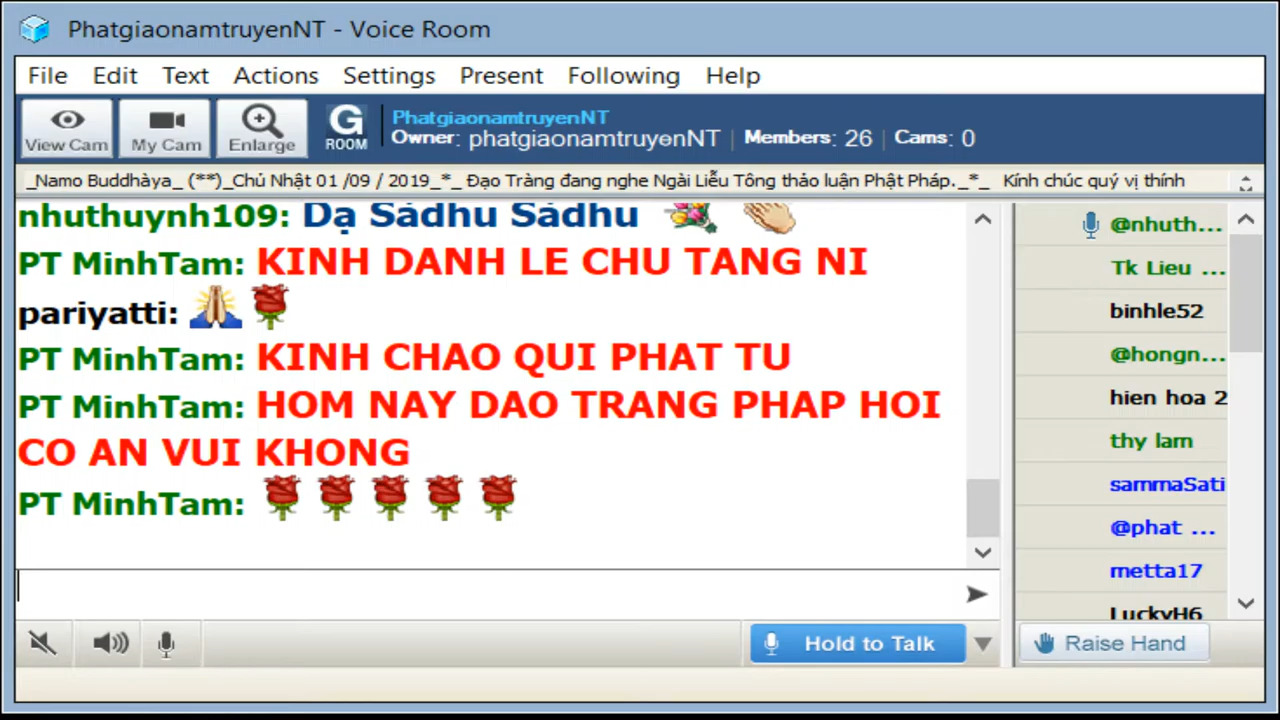 PhatgiaonamtruyenNT - Voice Room
File Edit Text Actions Settings Present Following Help
View Cam My Cam Enlarge G ROOM
PhatgiaonamtruyenNT
Owner: phatgiaonamtruyenNT | Members: 26 | Cams: 0
_Namo Buddhàya_ (**)_Chủ Nhật 01 /09 / 2019_*_ Đạo Tràng đang nghe Ngài Liễu Tông thảo luận Phật Pháp._*_ Kính chúc quý vị thính
nhuthuynh109: Dạ Sādhu Sādhu
PT MinhTam: KINH DANH LE CHU TANG NI
pariyatti:
PT MinhTam: KINH CHAO QUI PHAT TU
PT MinhTam: HOM NAY DAO TRANG PHAP HOI
CO AN VUI KHONG
PT MinhTam:
@nhuth...
Tk Lieu ...
binhle52
@hongn...
hien hoa 2
thy lam
sammaSati
@phat ...
metta17
LuckyH6
Hold to Talk
Raise Hand